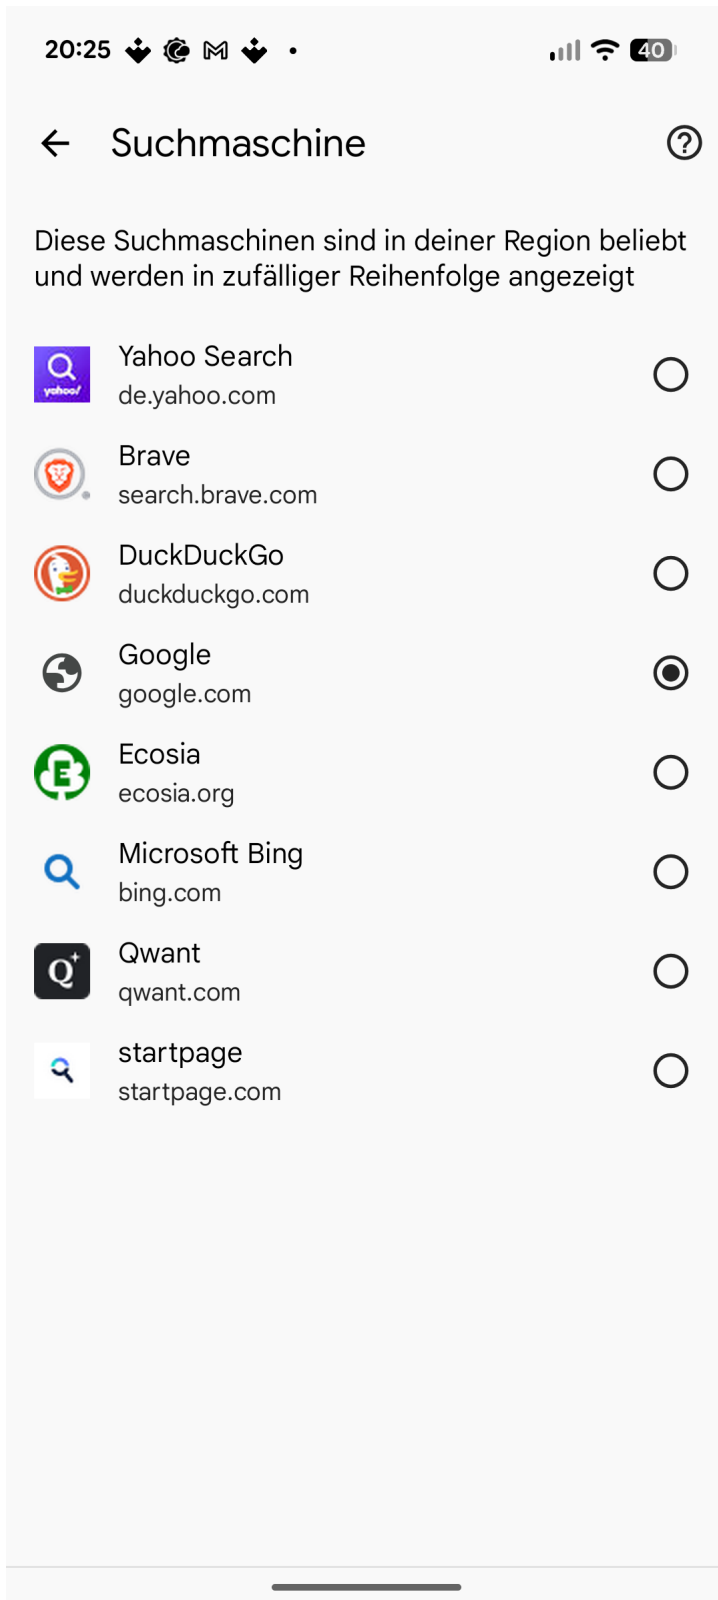 20:25
40
Suchmaschine
Diese Suchmaschinen sind in deiner Region beliebt
und werden in zufälliger Reihenfolge angezeigt
yahoo!
Yahoo Search
de.yahoo.com
Brave
search.brave.com
DuckDuckGo
duckduckgo.com
Google
google.com
E
Ecosia
ecosia.org
Microsoft Bing
bing.com
Q+
Qwant
qwant.com
startpage
startpage.com